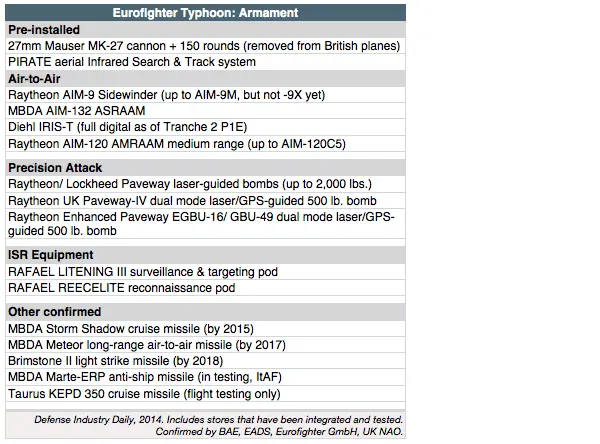 Eurofighter Typhoon: Armament
Pre-installed
27mm Mauser MK-27 cannon + 150 rounds (removed from British planes)
PIRATE aerial Infrared Search & Track system
Air-to-Air
Raytheon AIM-9 Sidewinder (up to AIM-9M, but not -9X yet)
MBDA AIM-132 ASRAAM
Diehl IRIS-T (full digital as of Tranche 2 P1E)
Raytheon AIM-120 AMRAAM medium range (up to AIM-120C5)
Precision Attack
Raytheon/ Lockheed Paveway laser-guided bombs (up to 2,000 lbs.)
Raytheon UK Paveway-IV dual mode laser/GPS-guided 500 lb. bomb
Raytheon Enhanced Paveway EGBU-16/ GBU-49 dual mode laser/GPS-
guided 500 lb. bomb
ISR Equipment
RAFAEL LITENING III surveillance & targeting pod
RAFAEL REECELITE reconnaissance pod
Other confirmed
MBDA Storm Shadow cruise missile (by 2015)
MBDA Meteor long-range air-to-air missile (by 2017)
Brimstone II light strike missile (by 2018)
MBDA Marte-ERP anti-ship missile (in testing, ItAF)
Taurus KEPD 350 cruise missile (flight testing only)
Defense Industry Daily, 2014. Includes stores that have been integrated and tested.
Confirmed by BAE, EADS, Eurofighter GmbH, UK NAO.